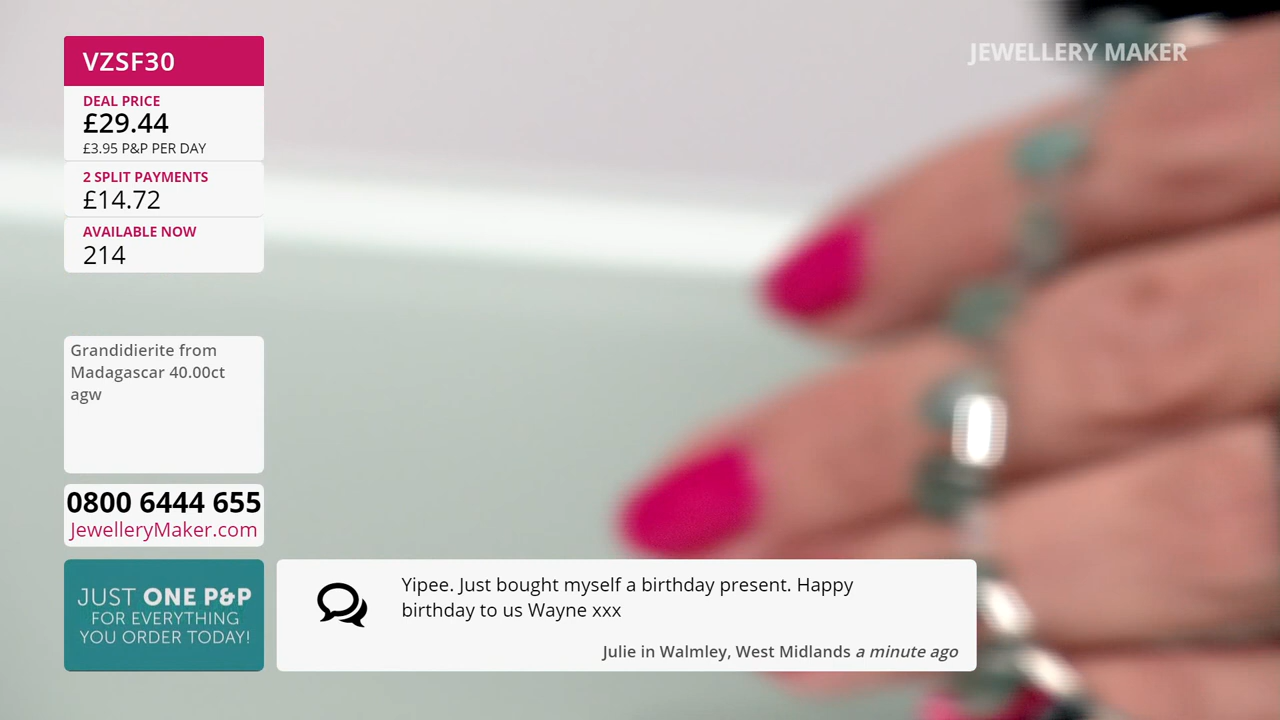 VZSF30
DEAL PRICE
£29.44
£3.95 P&P PER DAY
2 SPLIT PAYMENTS
£14.72
AVAILABLE NOW
214
Grandidierite from
Madagascar 40.00ct
agw
0800 6444 655
JewelleryMaker.com
JUST ONE P&P
FOR EVERYTHING
YOU ORDER TODAY!
Yipee. Just bought myself a birthday present. Happy
birthday to us Wayne xxx
Julie in Walmley, West Midlands a minute ago
JEWELLERY MAKER